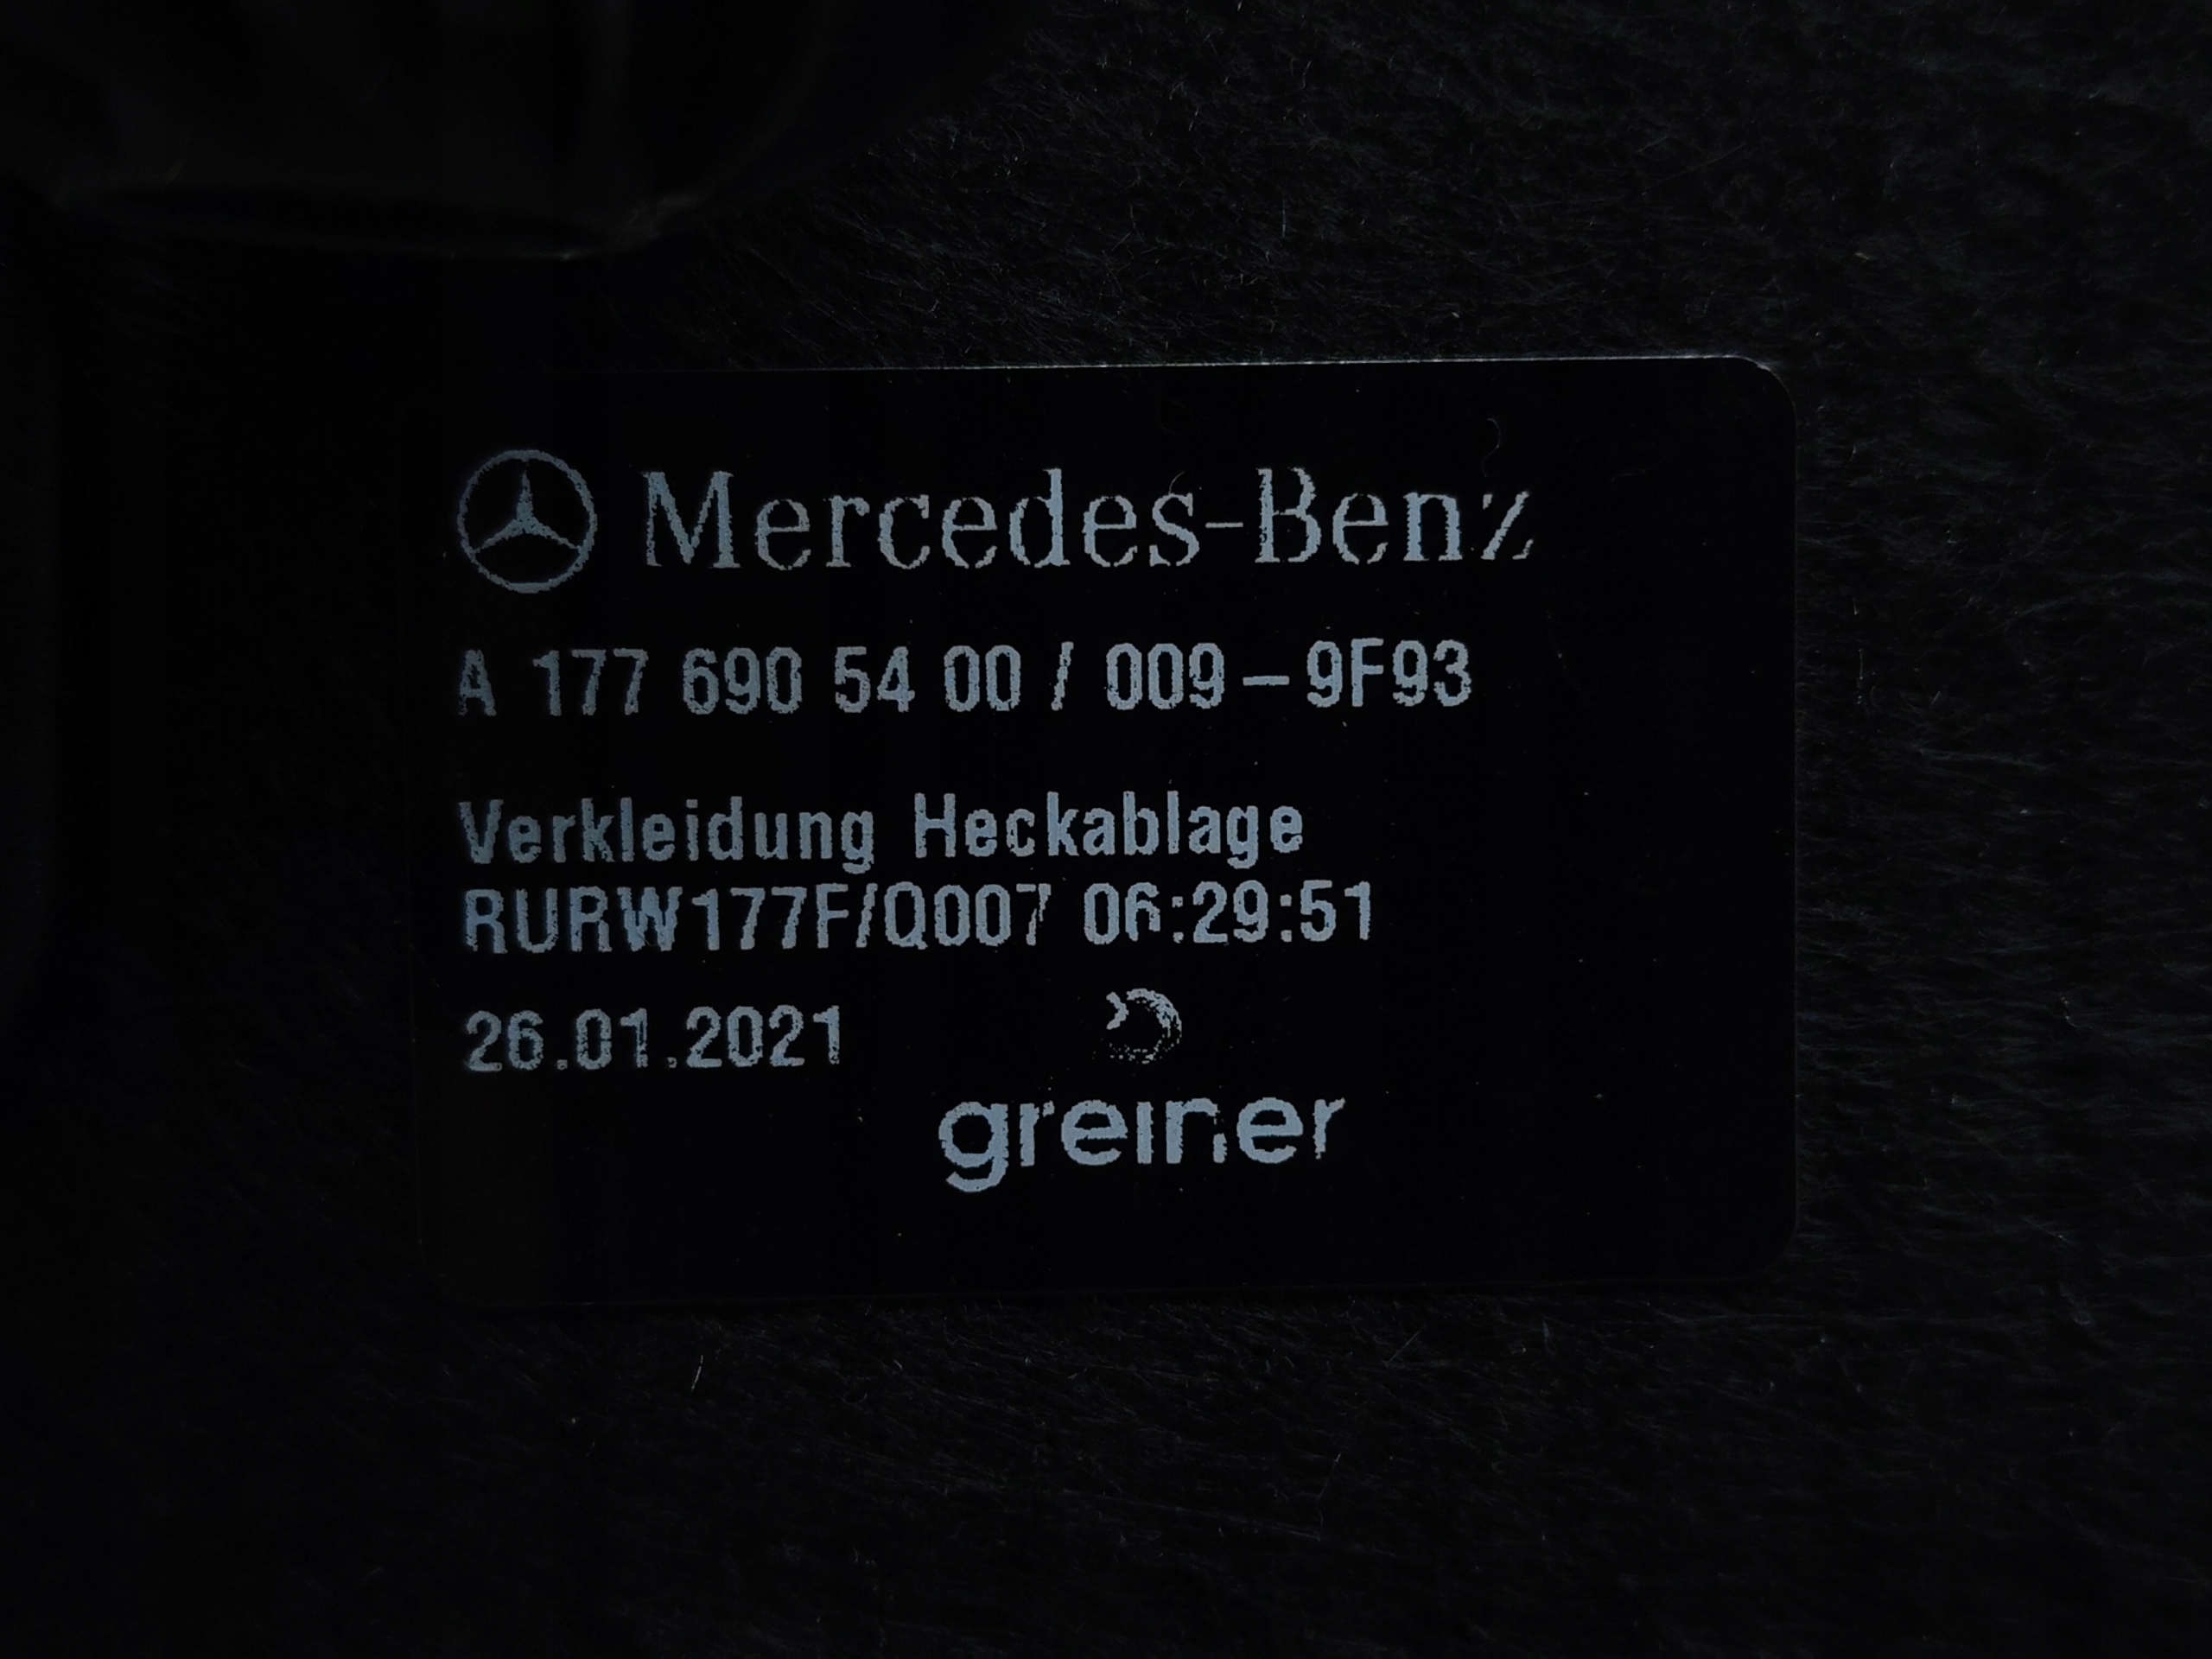 Mercedes-Benz
A 177 690 54 00 / 009 – 9F93
Verkleidung Heckablage
RURW177F/Q007 06:29:51
26.01.2021
greiner